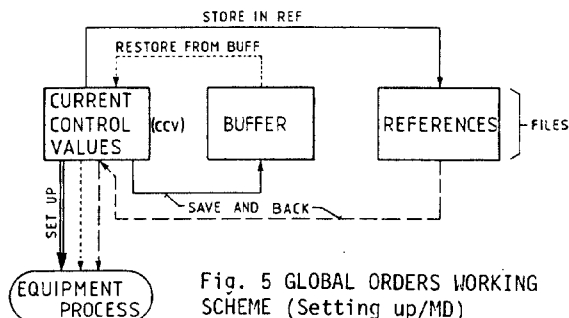 STORE IN REF
RESTORE FROM BUFF
CURRENT
CONTROL
VALUES
(CCV)
BUFFER
REFERENCES
FILES
SAVE AND BACK
SET UP
EQUIPMENT
PROCESS
Fig. 5 GLOBAL ORDERS WORKING
SCHEME (Setting up/MD)